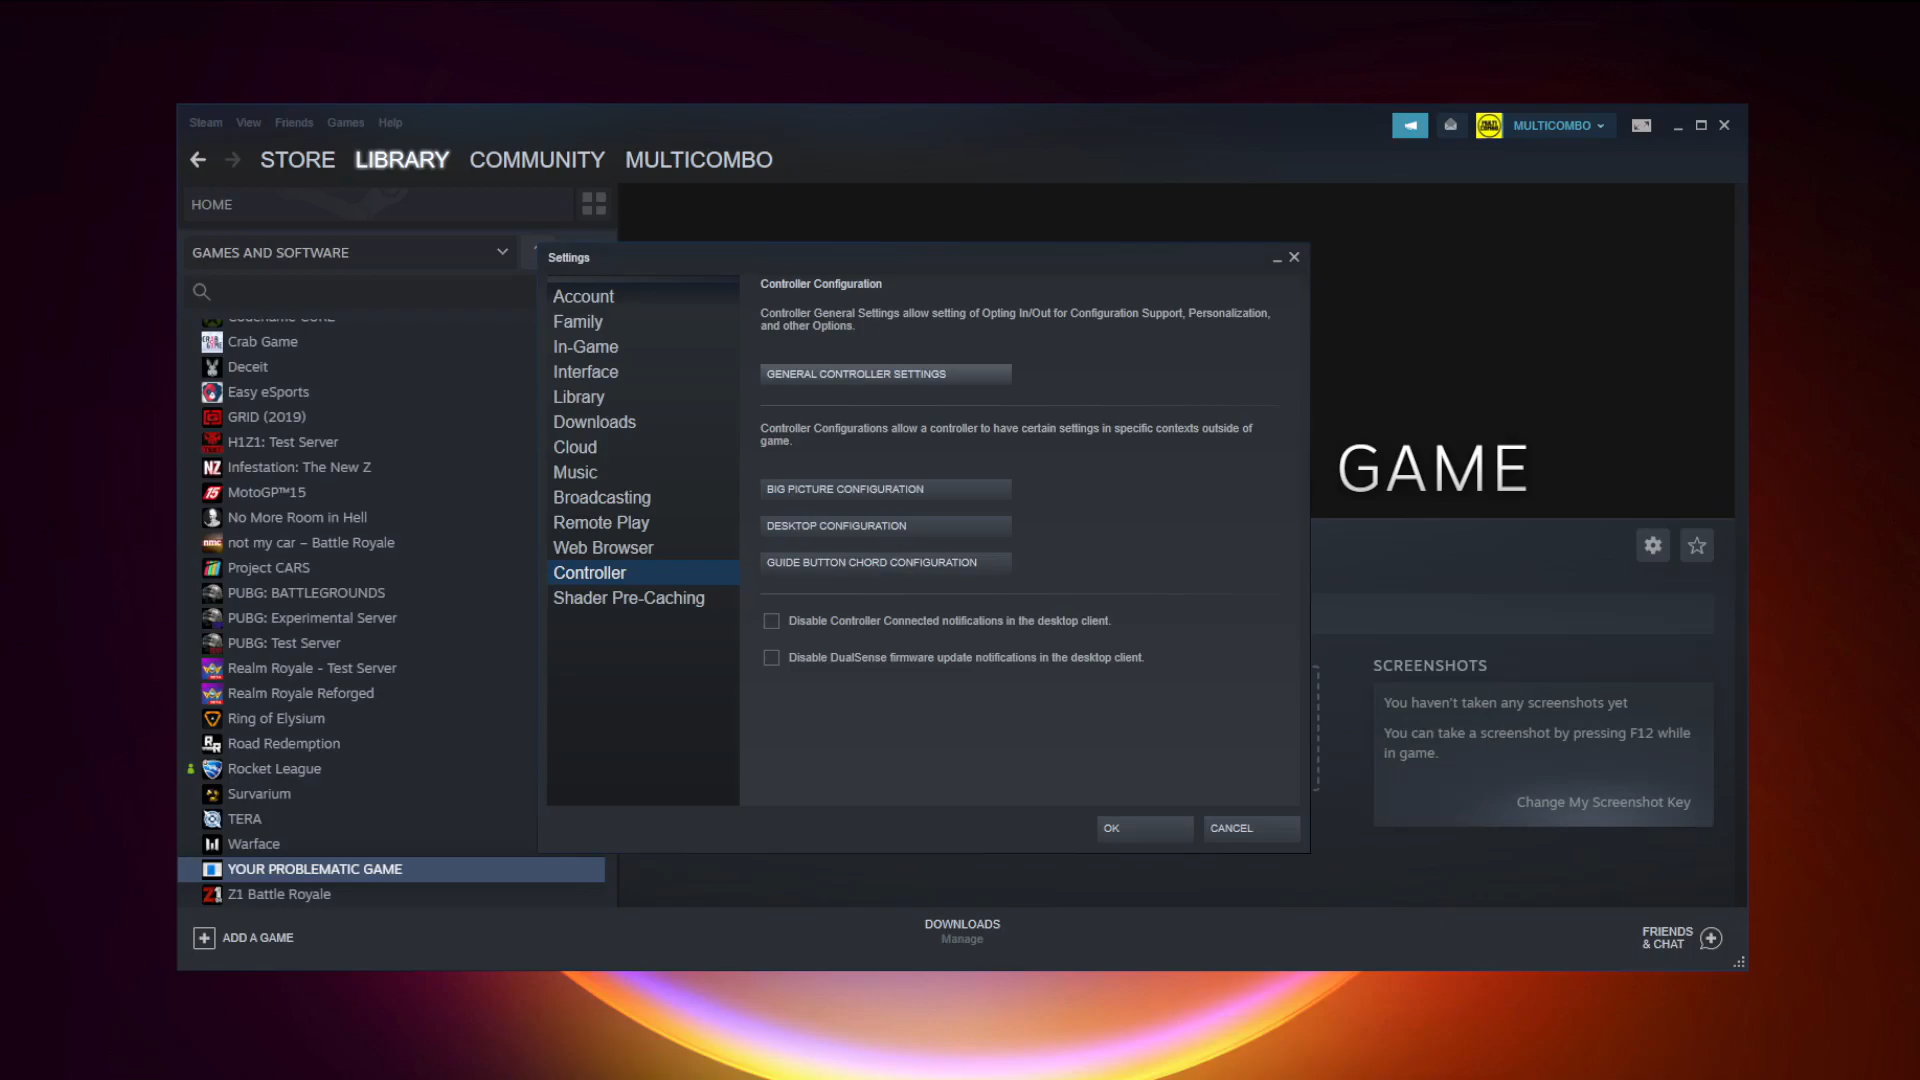 Steam View Friends Games Help
MULTICOMBO
STORE LIBRARY COMMUNITY MULTICOMBO
HOME
GAMES AND SOFTWARE
Codename CURE
Crab Game
Deceit
Easy eSports
GRID (2019)
H1Z1: Test Server
Infestation: The New Z
MotoGP™15
No More Room in Hell
not my car – Battle Royale
Project CARS
PUBG: BATTLEGROUNDS
PUBG: Experimental Server
PUBG: Test Server
Realm Royale - Test Server
Realm Royale Reforged
Ring of Elysium
Road Redemption
Rocket League
Survarium
TERA
Warface
YOUR PROBLEMATIC GAME
Z1 Battle Royale
Settings
Account
Family
In-Game
Interface
Library
Downloads
Cloud
Music
Broadcasting
Remote Play
Web Browser
Controller
Shader Pre-Caching
Controller Configuration
Controller General Settings allow setting of Opting In/Out for Configuration Support, Personalization,
and other Options.
GENERAL CONTROLLER SETTINGS
Controller Configurations allow a controller to have certain settings in specific contexts outside of
game.
BIG PICTURE CONFIGURATION
DESKTOP CONFIGURATION
GUIDE BUTTON CHORD CONFIGURATION
Disable Controller Connected notifications in the desktop client.
Disable DualSense firmware update notifications in the desktop client.
OK CANCEL
GAME
SCREENSHOTS
You haven't taken any screenshots yet
You can take a screenshot by pressing F12 while
in game.
Change My Screenshot Key
ADD A GAME
DOWNLOADS
Manage
FRIENDS
& CHAT